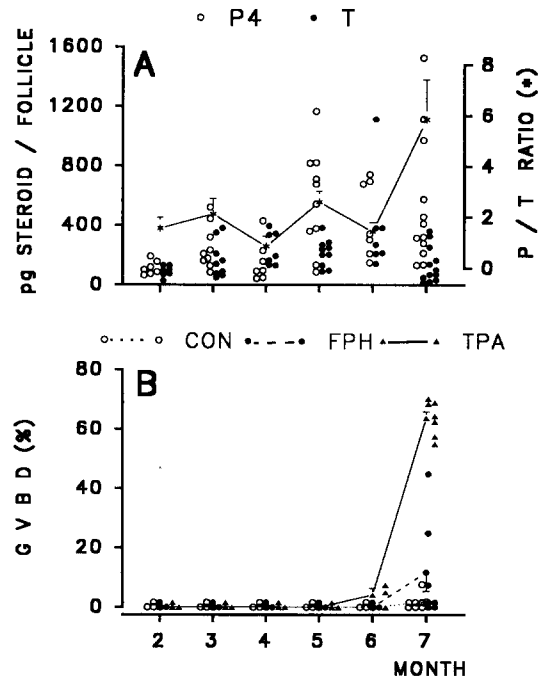 P4 T
A
1600
1200
800
400
0
pg STEROID / FOLLICLE
8
6
4
2
0
P / T RATIO (*)
CON FPH TPA
B
80
60
40
20
0
GVBD (%)
2 3 4 5 6 7
MONTH